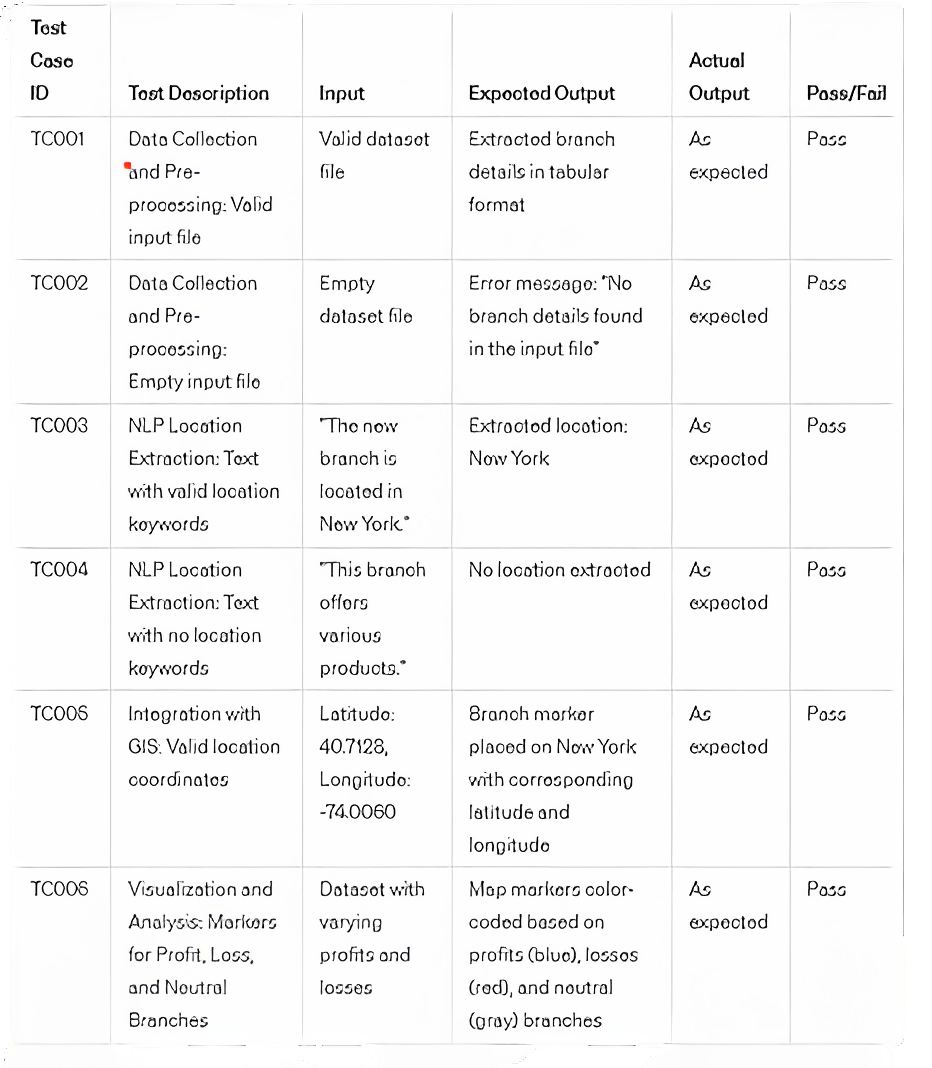 Test
Case
ID
Test Description
Input
Expected Output
Actual
Output
Pass/Fail
TC001
Data Collection
and Pre-
processing: Valid
input file
Valid dataset
file
Extracted branch
details in tabular
format
As
expected
Pass
TC002
Data Collection
and Pre-
processing:
Empty input file
Empty
dataset file
Error message: "No
branch details found
in the input file"
As
expected
Pass
TC003
NLP Location
Extraction: Text
with valid location
keywords
"The new
branch is
located in
New York."
Extracted location:
New York
As
expected
Pass
TC004
NLP Location
Extraction: Text
with no location
keywords
"This branch
offers
various
products."
No location extracted
As
expected
Pass
TC005
Integration with
GIS: Valid location
coordinates
Latitude:
40.7128,
Longitude:
-74.0060
Branch marker
placed on New York
with corresponding
latitude and
longitude
As
expected
Pass
TC006
Visualization and
Analysis: Markers
for Profit, Loss,
and Neutral
Branches
Dataset with
varying
profits and
losses
Map markers color-
coded based on
profits (blue), losses
(red), and neutral
(gray) branches
As
expected
Pass